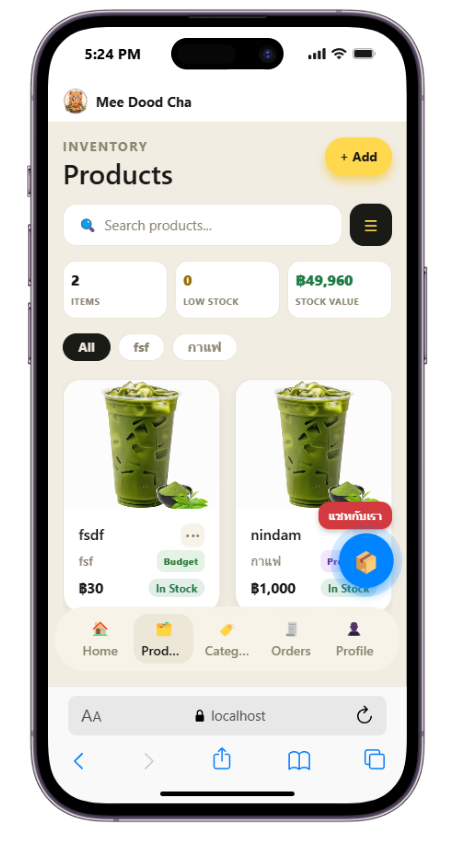 5:24 PM
Mee Dood Cha
INVENTORY
Products
+ Add
Search products...
2
ITEMS
0
LOW STOCK
฿49,960
STOCK VALUE
All
fsf
กาแฟ
fsdf
fsf
Budget
฿30
In Stock
nindam
กาแฟ
฿1,000
In Stock
แชทกับเรา
Home
Prod...
Categ...
Orders
Profile
AA
localhost